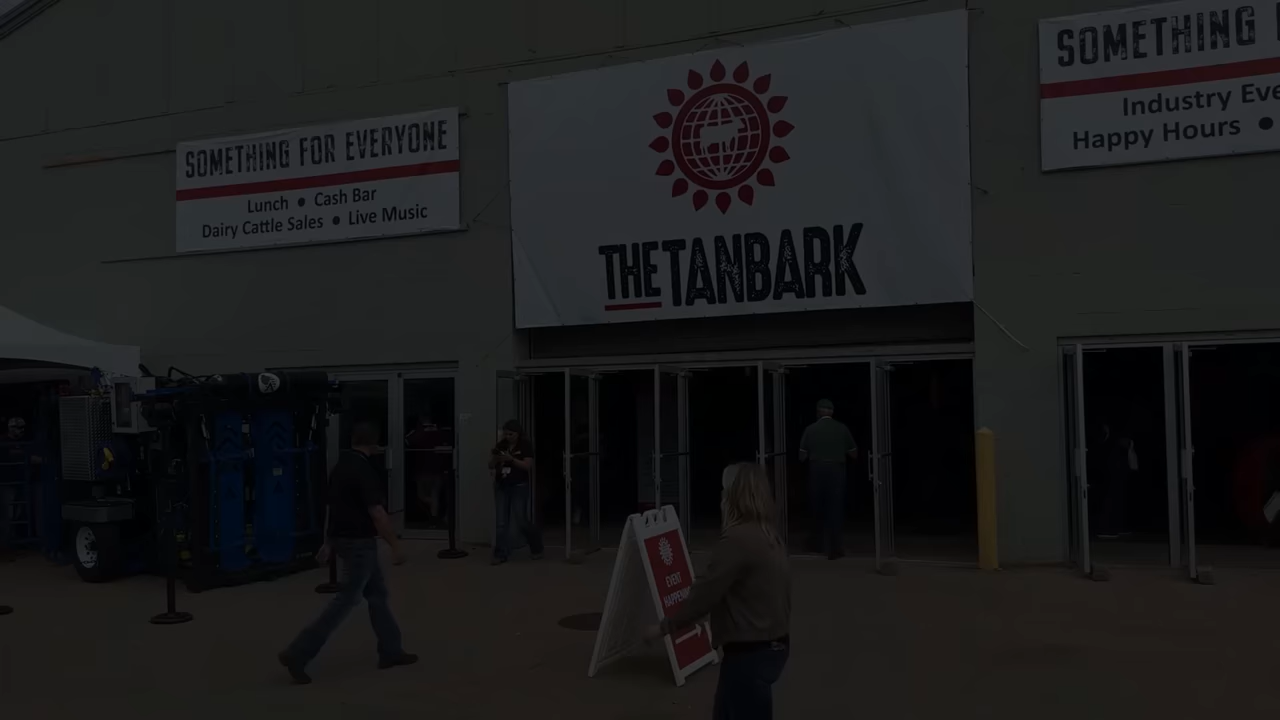 SOMETHING FOR EVERYONE
Lunch • Cash Bar
Dairy Cattle Sales • Live Music
THE TANBARK
SOMETHING
Industry Eve
Happy Hours •
EVENT
HAPPENIN